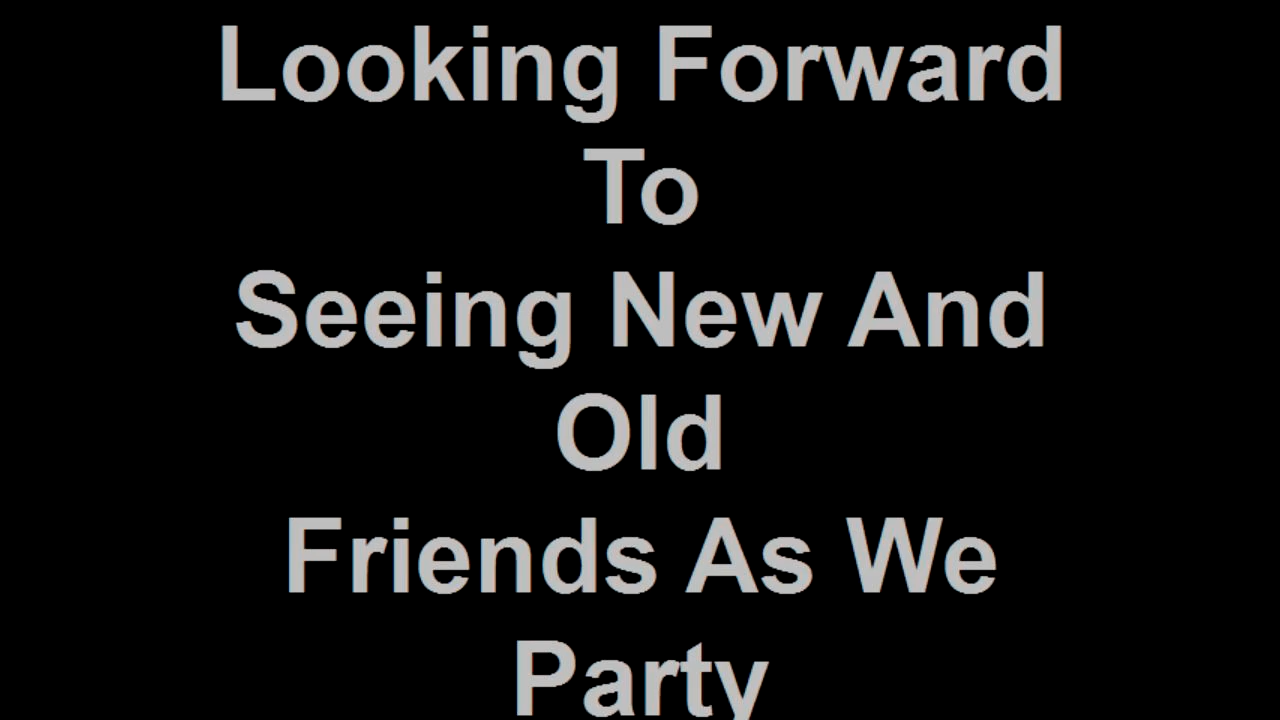 Looking Forward
To
Seeing New And
Old
Friends As We
Party